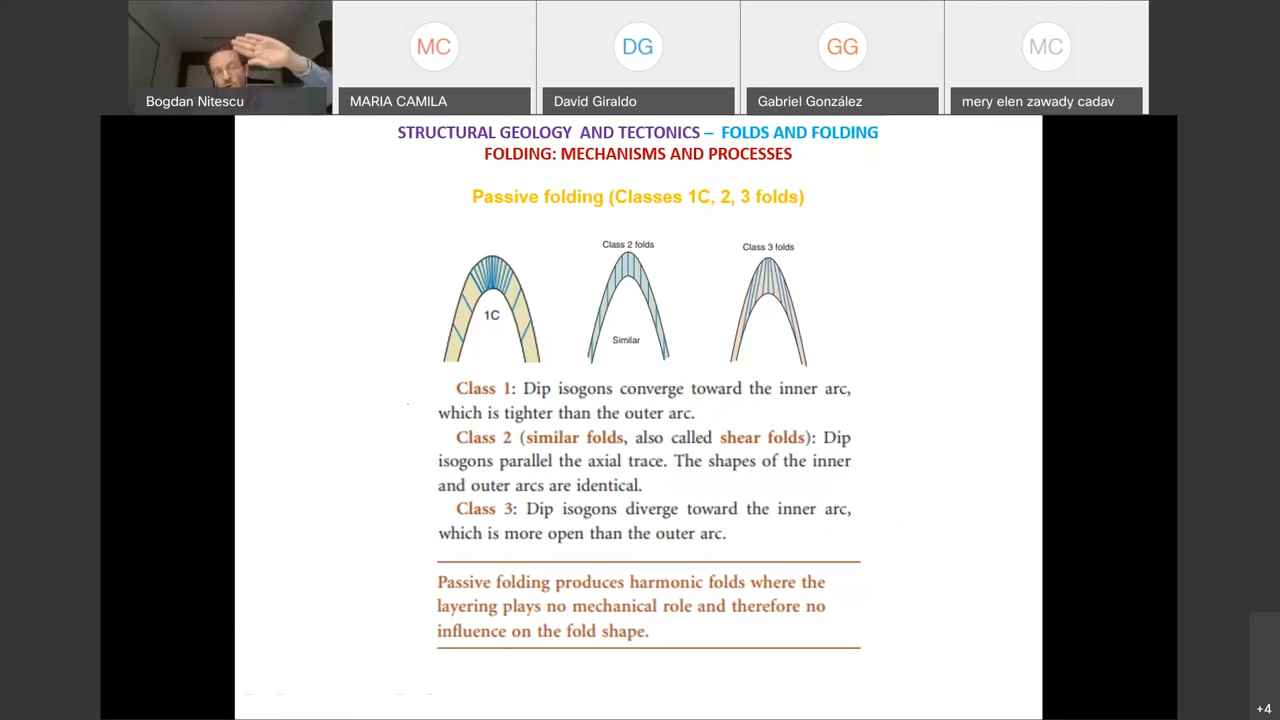 MC
DG
GG
MC
Bogdan Nitescu
MARIA CAMILA
David Giraldo
Gabriel González
mery elen zawady cadav
STRUCTURAL GEOLOGY AND TECTONICS – FOLDS AND FOLDING
FOLDING: MECHANISMS AND PROCESSES
Passive folding (Classes 1C, 2, 3 folds)
Class 2 folds
Class 3 folds
1C
Similar
Class 1: Dip isogons converge toward the inner arc,
which is tighter than the outer arc.
Class 2 (similar folds, also called shear folds): Dip
isogons parallel the axial trace. The shapes of the inner
and outer arcs are identical.
Class 3: Dip isogons diverge toward the inner arc,
which is more open than the outer arc.
Passive folding produces harmonic folds where the
layering plays no mechanical role and therefore no
influence on the fold shape.
+4